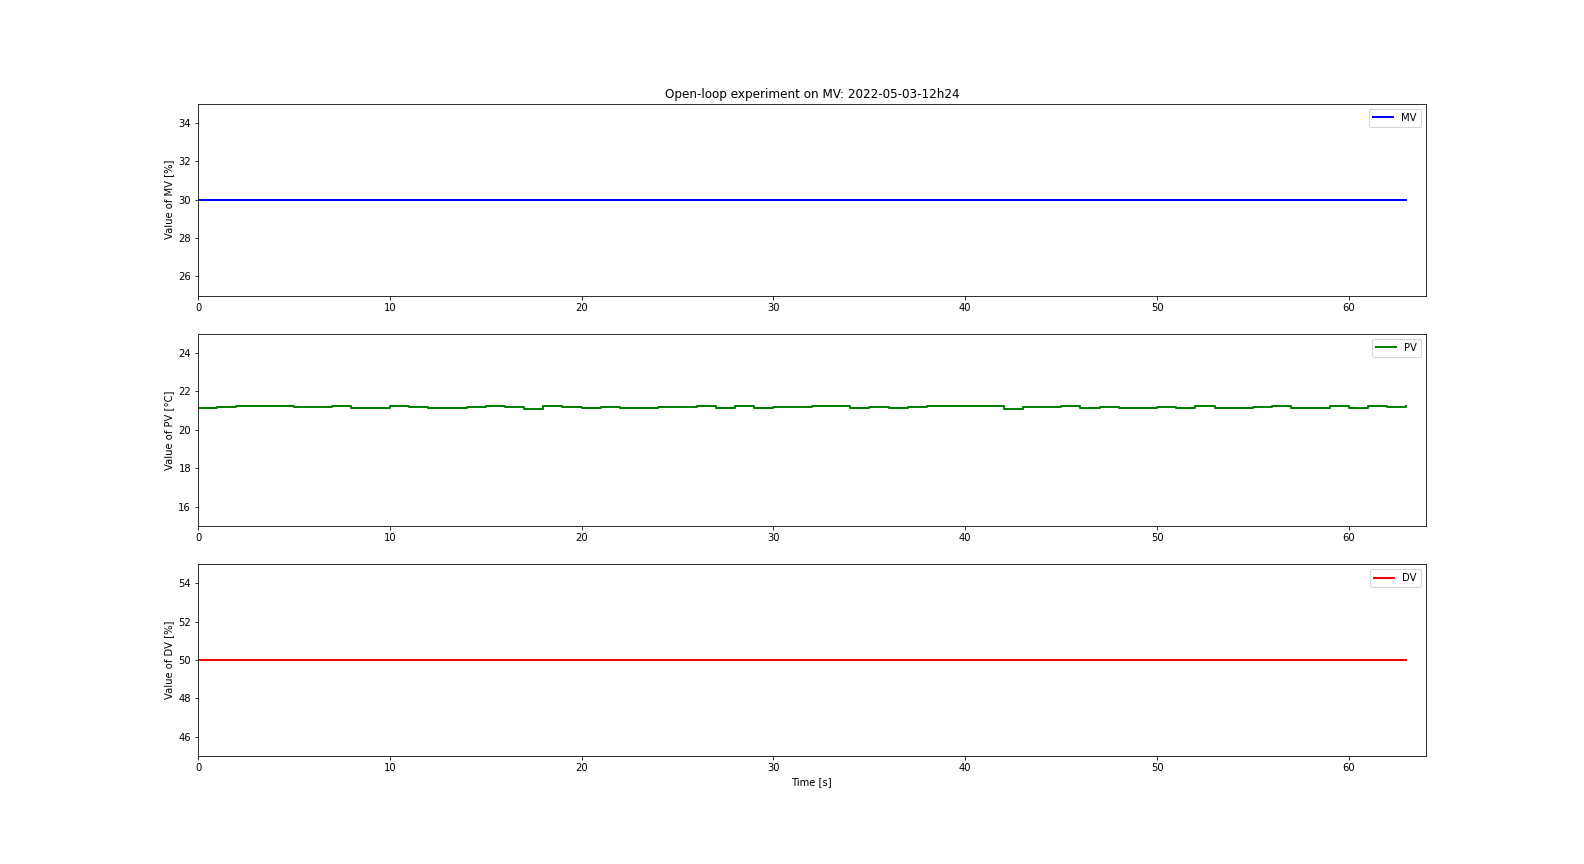 Open-loop experiment on MV: 2022-05-03-12h24
MV
34
32
30
28
26
Value of MV [%]
0 10 20 30 40 50 60
PV
24
22
20
18
16
Value of PV [°C]
0 10 20 30 40 50 60
DV
54
52
50
48
46
Value of DV [%]
0 10 20 30 40 50 60
Time [s]